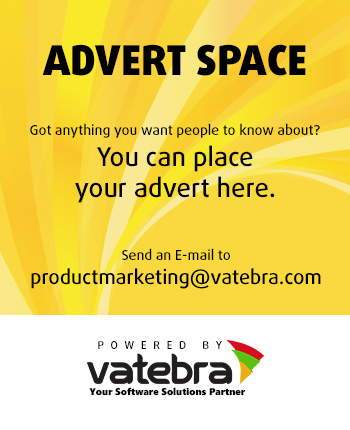 ADVERT SPACE
Got anything you want people to know about?
You can place
your advert here.
Send an E-mail to
productmarketing@vatebra.com
POWERED BY
vatebra
Your Software Solutions Partner